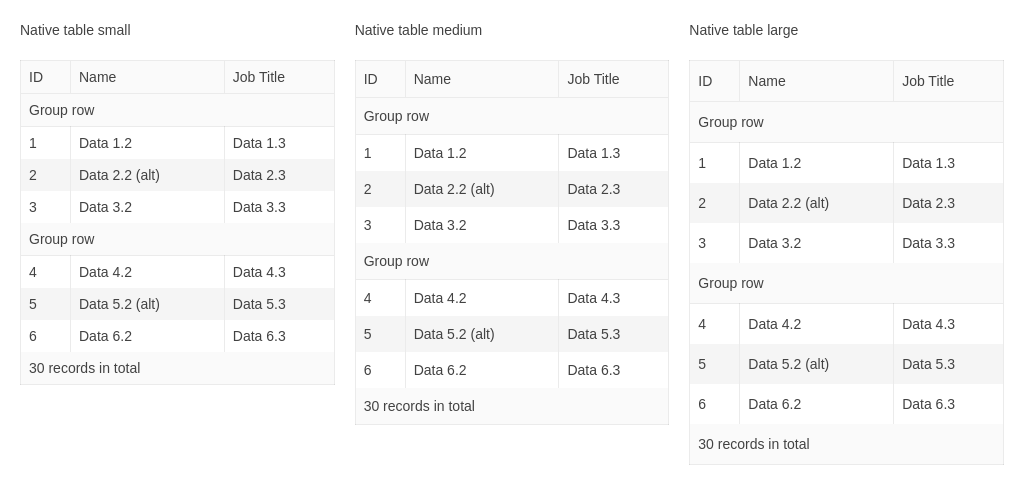 Native table small
ID Name Job Title
Group row
1 Data 1.2 Data 1.3
2 Data 2.2 (alt) Data 2.3
3 Data 3.2 Data 3.3
Group row
4 Data 4.2 Data 4.3
5 Data 5.2 (alt) Data 5.3
6 Data 6.2 Data 6.3
30 records in total
Native table medium
ID Name Job Title
Group row
1 Data 1.2 Data 1.3
2 Data 2.2 (alt) Data 2.3
3 Data 3.2 Data 3.3
Group row
4 Data 4.2 Data 4.3
5 Data 5.2 (alt) Data 5.3
6 Data 6.2 Data 6.3
30 records in total
Native table large
ID Name Job Title
Group row
1 Data 1.2 Data 1.3
2 Data 2.2 (alt) Data 2.3
3 Data 3.2 Data 3.3
Group row
4 Data 4.2 Data 4.3
5 Data 5.2 (alt) Data 5.3
6 Data 6.2 Data 6.3
30 records in total